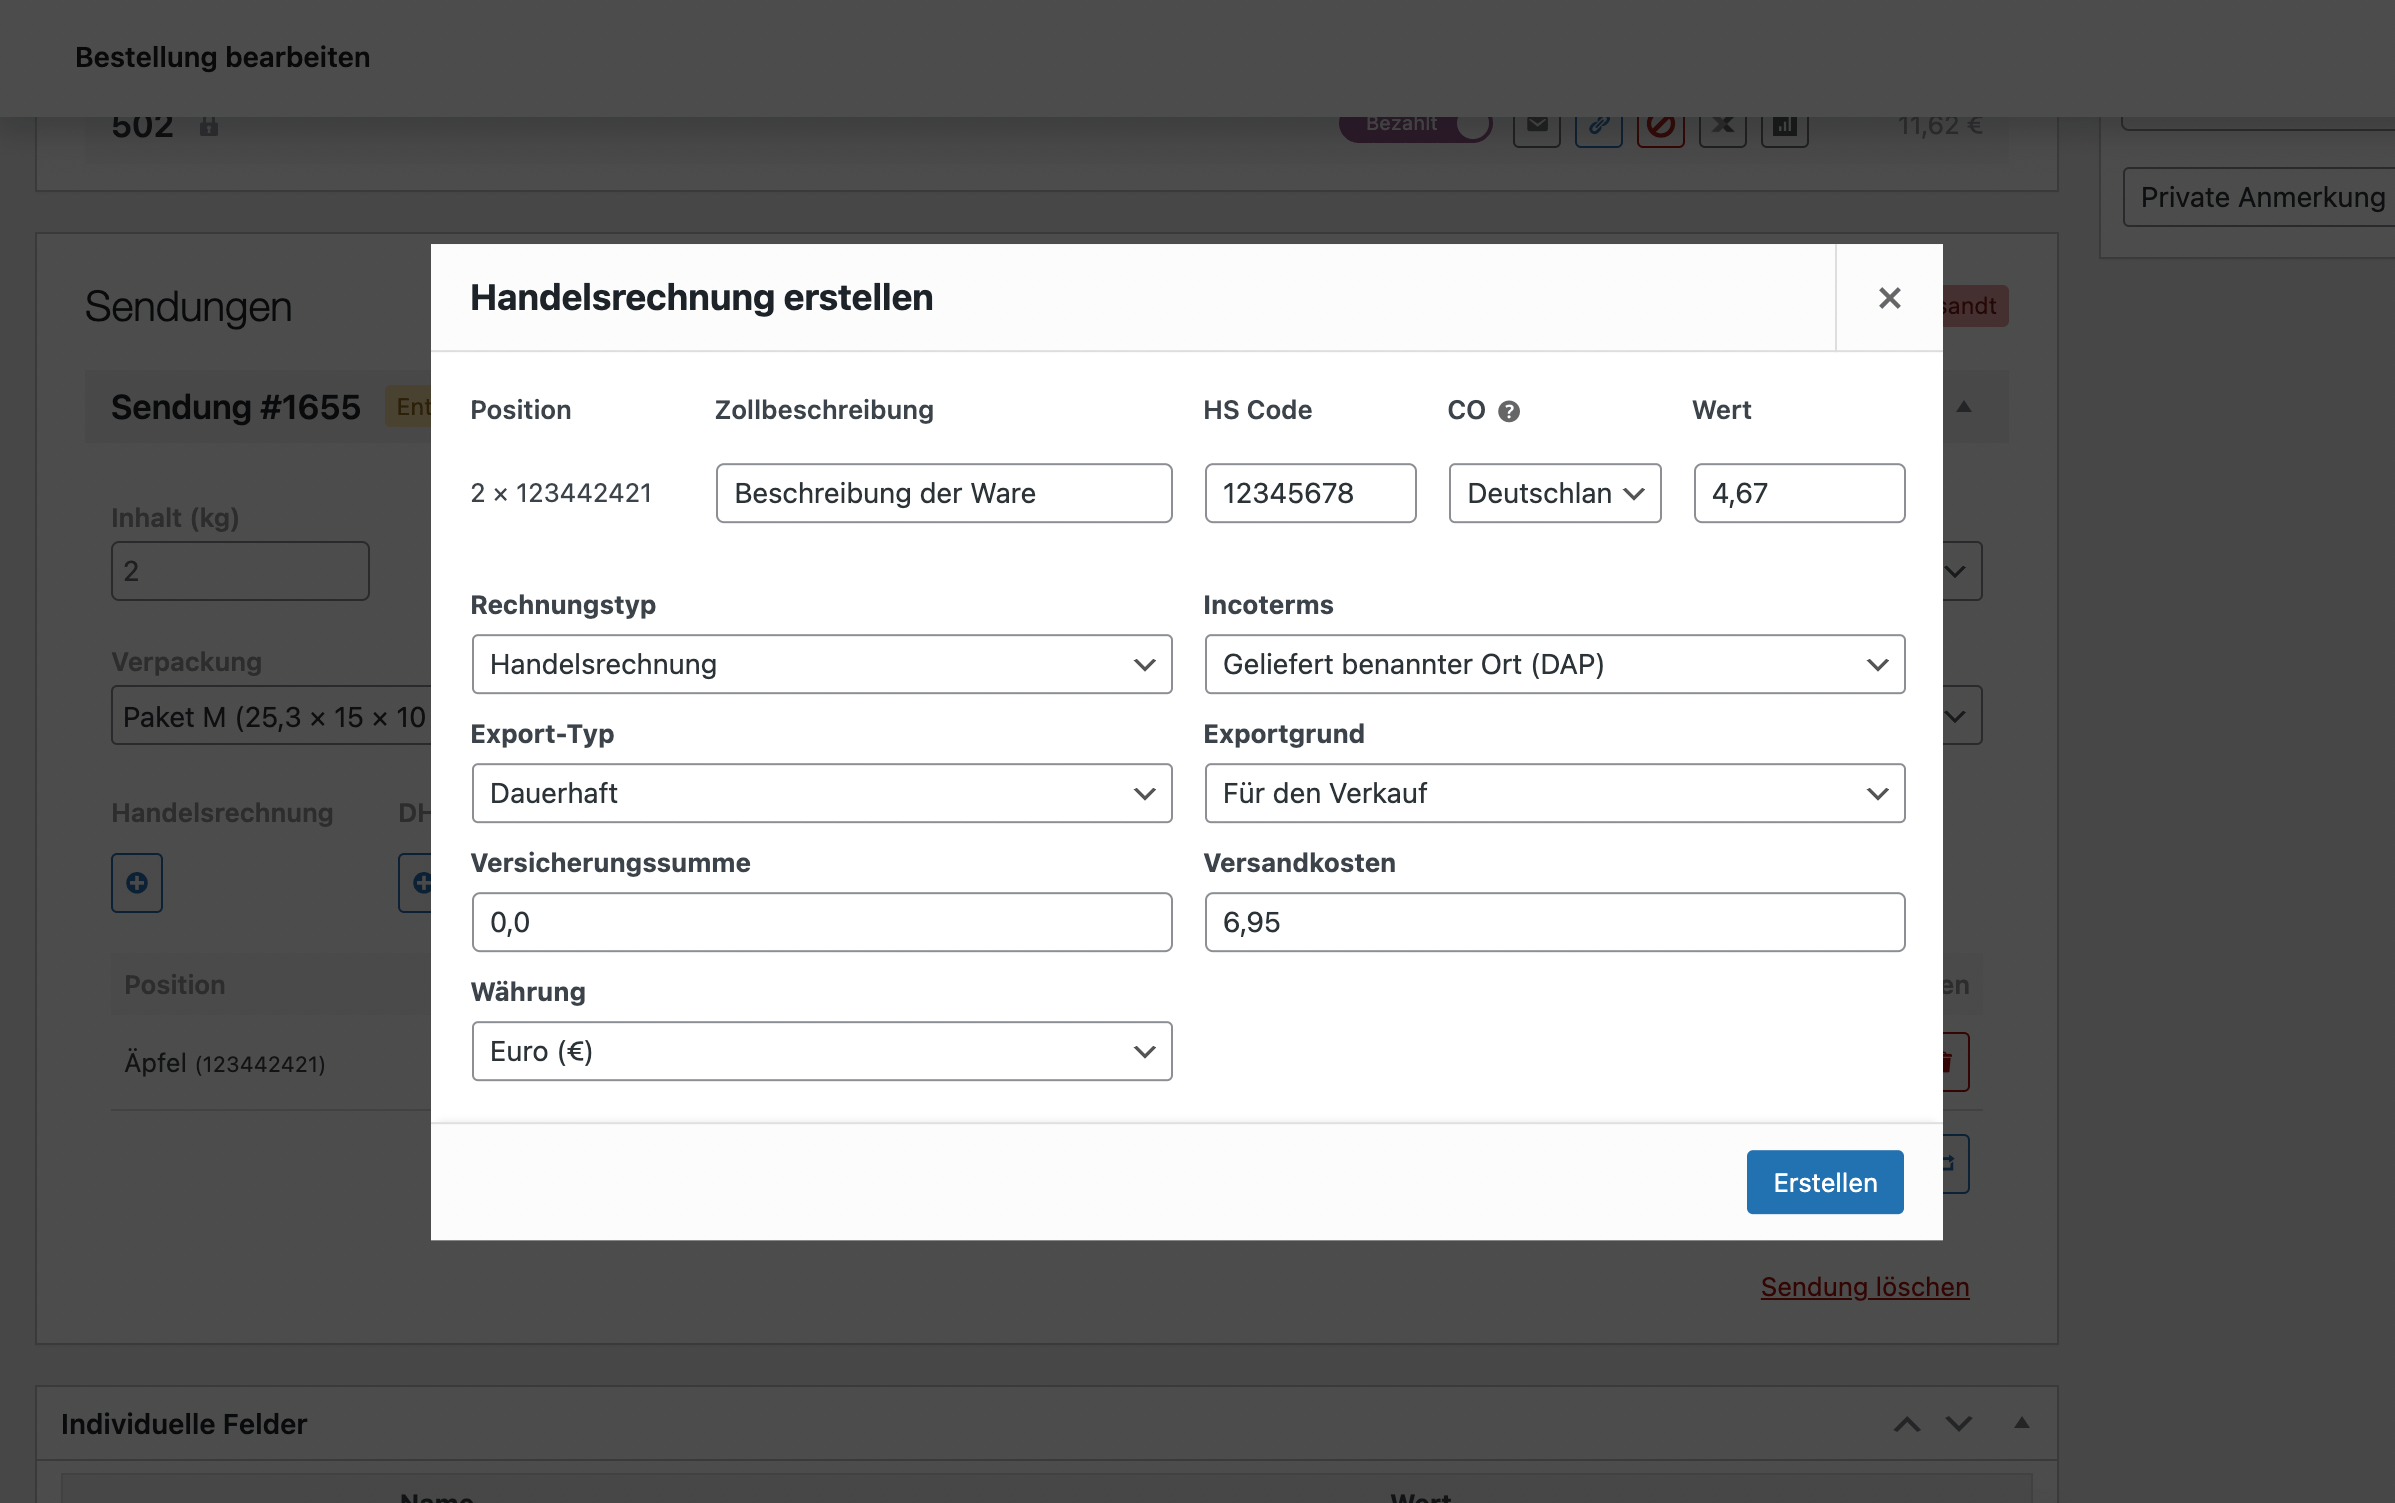 Bestellung bearbeiten
502 Bezahlt 11,62 €
Private Anmerkung
Sendungen
sandt
Sendung #1655 Ent
Inhalt (kg)
2
Verpackung
Paket M (25,3 × 15 × 10
Handelsrechnung DH
Position en
Äpfel (123442421)
Handelsrechnung erstellen
Position Zollbeschreibung HS Code CO ? Wert
2 × 123442421 Beschreibung der Ware 12345678 Deutschlan 4,67
Rechnungstyp Incoterms
Handelsrechnung Geliefert benannter Ort (DAP)
Export-Typ Exportgrund
Dauerhaft Für den Verkauf
Versicherungssumme Versandkosten
0,0 6,95
Währung
Euro (€)
Erstellen
Sendung löschen
Individuelle Felder
Name Wert